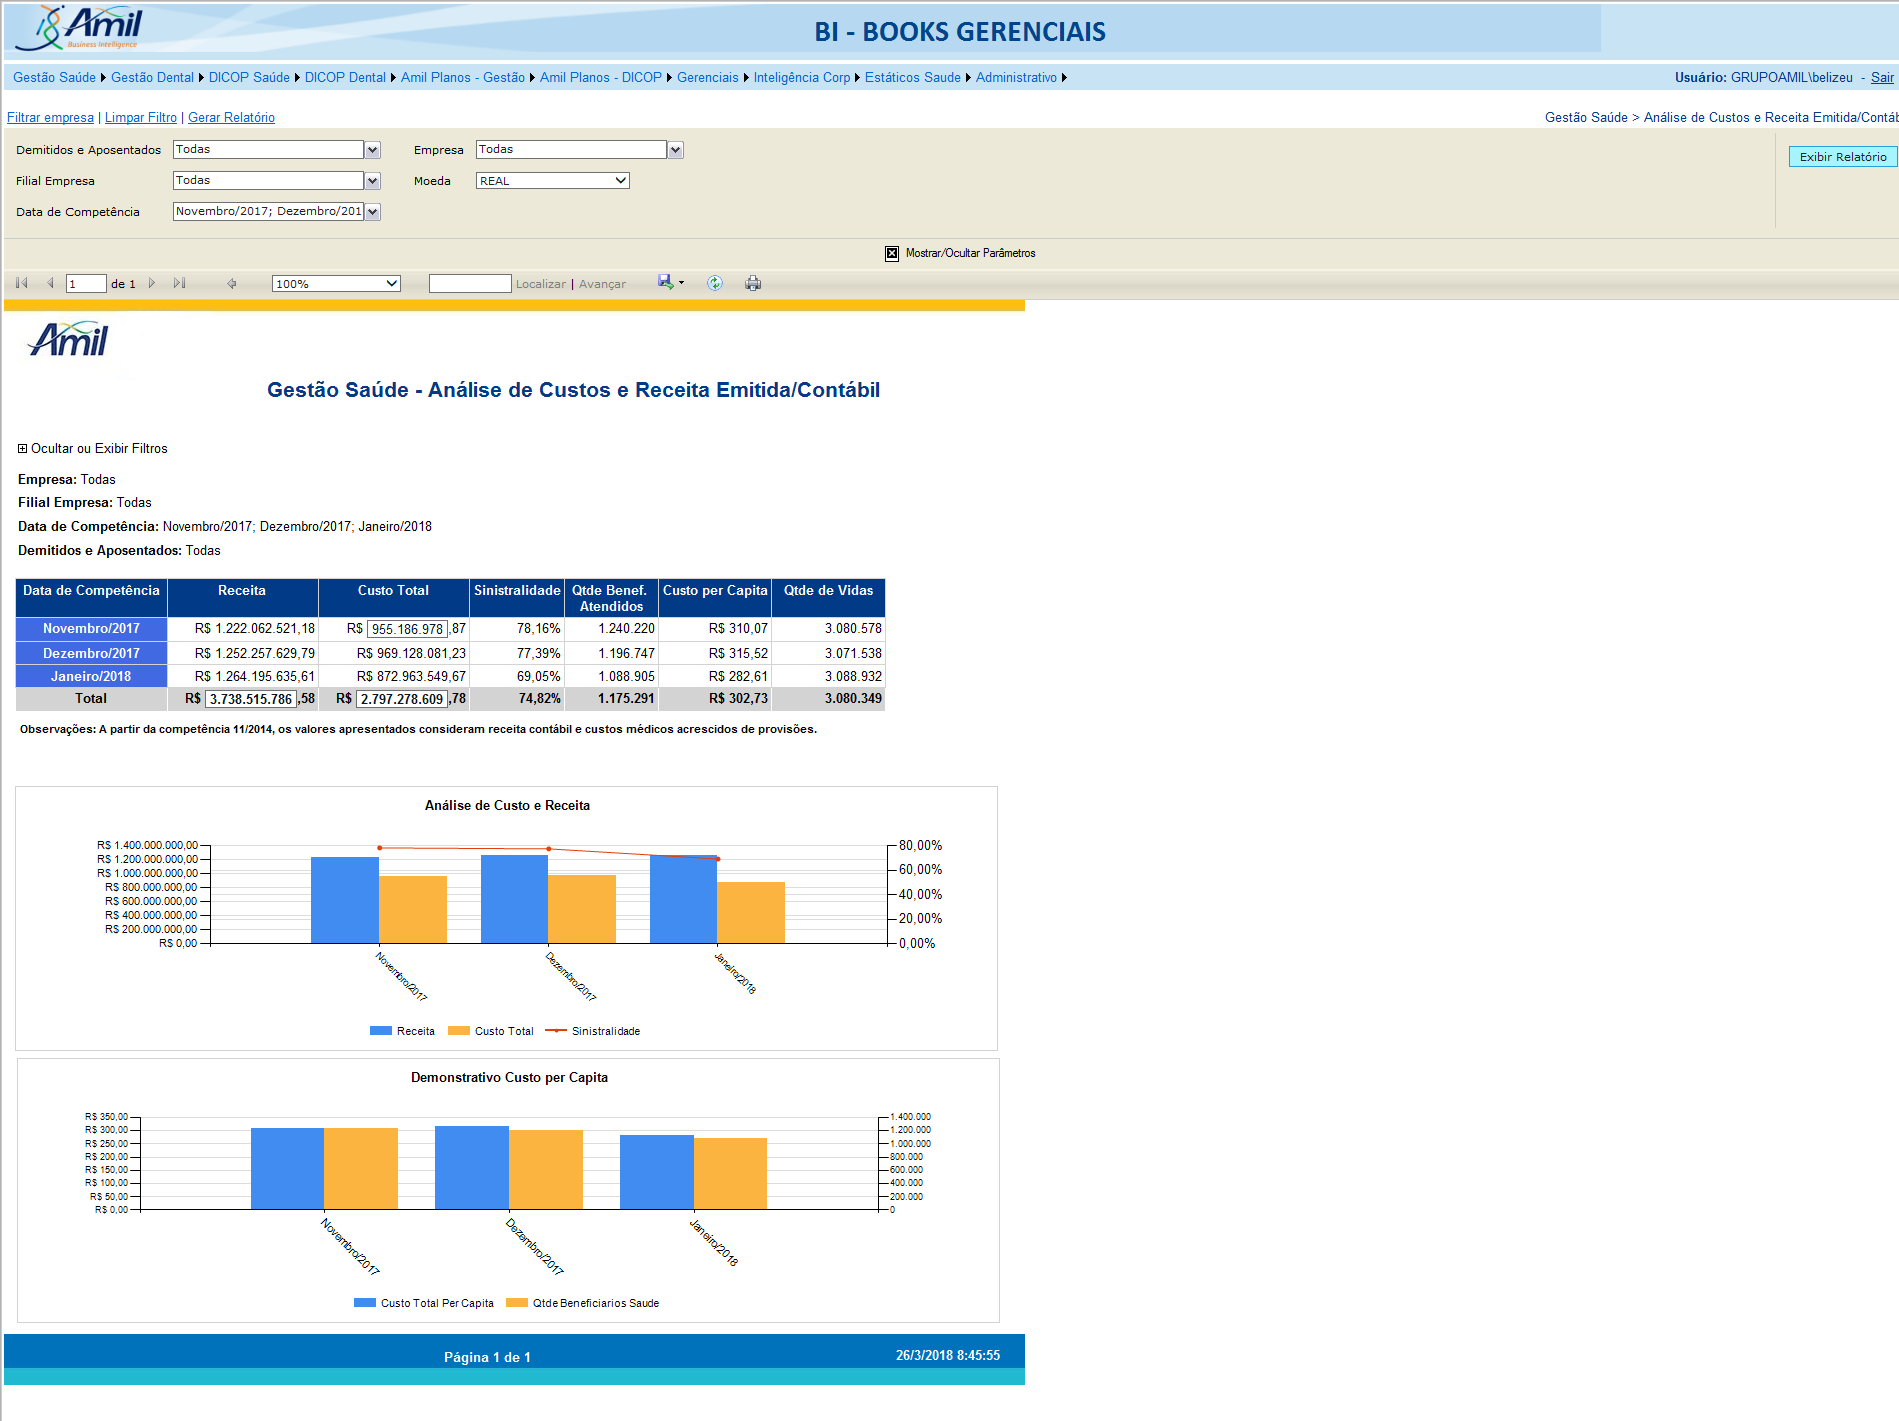 Amil
Business Intelligence
BI - BOOKS GERENCIAIS
Gestão Saúde Gestão Dental DICOP Saúde DICOP Dental Amil Planos - Gestão Amil Planos - DICOP Gerenciais Inteligência Corp Estáticos Saude Administrativo Usuário: GRUPOAMIL\belizeu - Sair
Filtrar empresa | Limpar Filtro | Gerar Relatório Gestão Saúde > Análise de Custos e Receita Emitida/Contáb
Demitidos e Aposentados Todas Empresa Todas Exibir Relatório
Filial Empresa Todas Moeda REAL
Data de Competência Novembro/2017; Dezembro/201
Mostrar/Ocultar Parâmetros
1 de 1 100% Localizar | Avançar
Amil
Gestão Saúde - Análise de Custos e Receita Emitida/Contábil
Ocultar ou Exibir Filtros
Empresa: Todas
Filial Empresa: Todas
Data de Competência: Novembro/2017; Dezembro/2017; Janeiro/2018
Demitidos e Aposentados: Todas
Data de Competência Receita Custo Total Sinistralidade Qtde Benef. Atendidos Custo per Capita Qtde de Vidas
Novembro/2017 R$ 1.222.062.521,18 R$ 955.186.978,87 78,16% 1.240.220 R$ 310,07 3.080.578
Dezembro/2017 R$ 1.252.257.629,79 R$ 969.128.081,23 77,39% 1.196.747 R$ 315,52 3.071.538
Janeiro/2018 R$ 1.264.195.635,61 R$ 872.963.549,67 69,05% 1.088.905 R$ 282,61 3.088.932
Total R$ 3.738.515.786,58 R$ 2.797.278.609,78 74,82% 1.175.291 R$ 302,73 3.080.349
Observações: A partir da competência 11/2014, os valores apresentados consideram receita contábil e custos médicos acrescidos de provisões.
Análise de Custo e Receita
R$ 1.400.000.000,00 80,00%
R$ 1.200.000.000,00
R$ 1.000.000.000,00 60,00%
R$ 800.000.000,00
R$ 600.000.000,00 40,00%
R$ 400.000.000,00
R$ 200.000.000,00 20,00%
R$ 0,00 0,00%
Novembro/2017 Dezembro/2017 Janeiro/2018
Receita Custo Total Sinistralidade
Demonstrativo Custo per Capita
R$ 350,00 1.400.000
R$ 300,00 1.200.000
R$ 250,00 1.000.000
R$ 200,00 800.000
R$ 150,00 600.000
R$ 100,00 400.000
R$ 50,00 200.000
R$ 0,00 0
Novembro/2017 Dezembro/2017 Janeiro/2018
Custo Total Per Capita Qtde Beneficiarios Saude
Página 1 de 1 26/3/2018 8:45:55